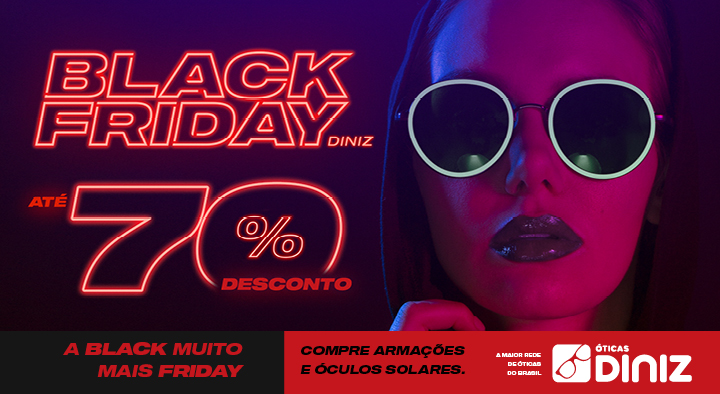 BLACK
FRIDAY
DINIZ
ATÉ
70%
DESCONTO
A BLACK MUITO
MAIS FRIDAY
COMPRE ARMAÇÕES
E ÓCULOS SOLARES.
A MAIOR REDE
DE ÓTICAS
DO BRASIL
ÓTICAS
DINIZ